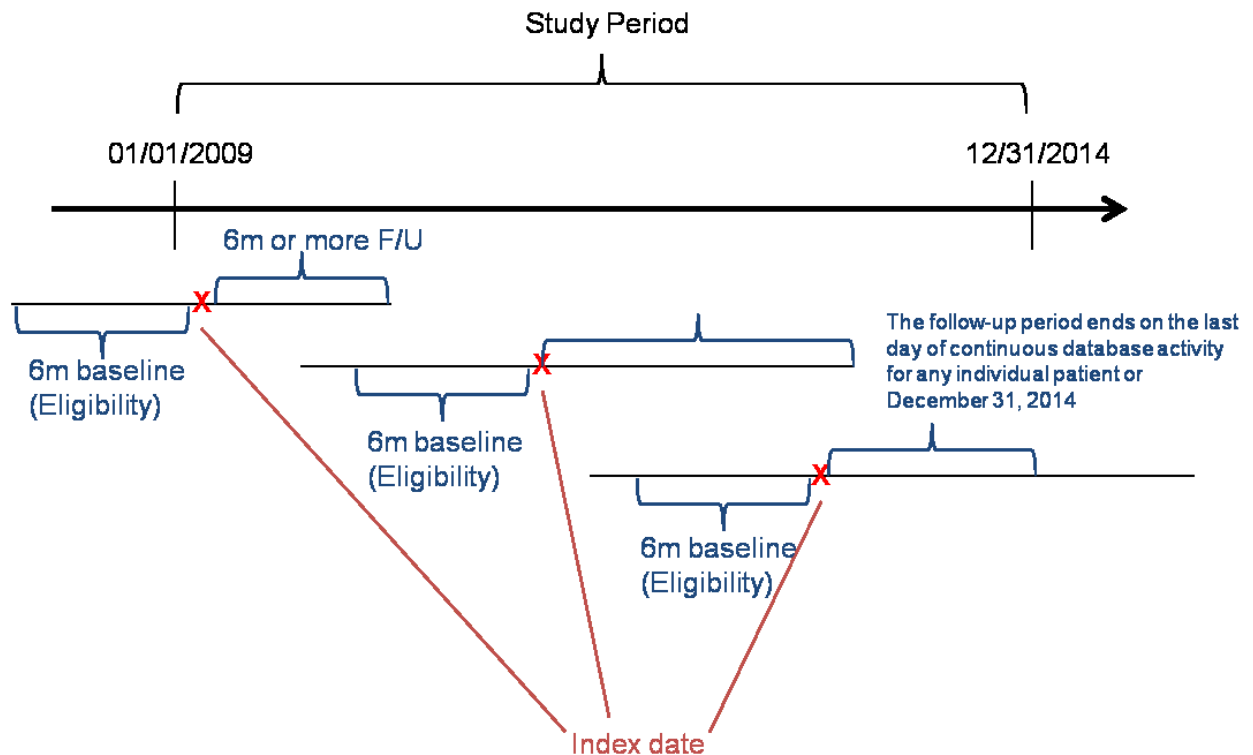 Study Period
01/01/2009
12/31/2014
6m or more F/U
X
6m baseline
(Eligibility)
X
6m baseline
(Eligibility)
The follow-up period ends on the last
day of continuous database activity
for any individual patient or
December 31, 2014
X
6m baseline
(Eligibility)
Index date